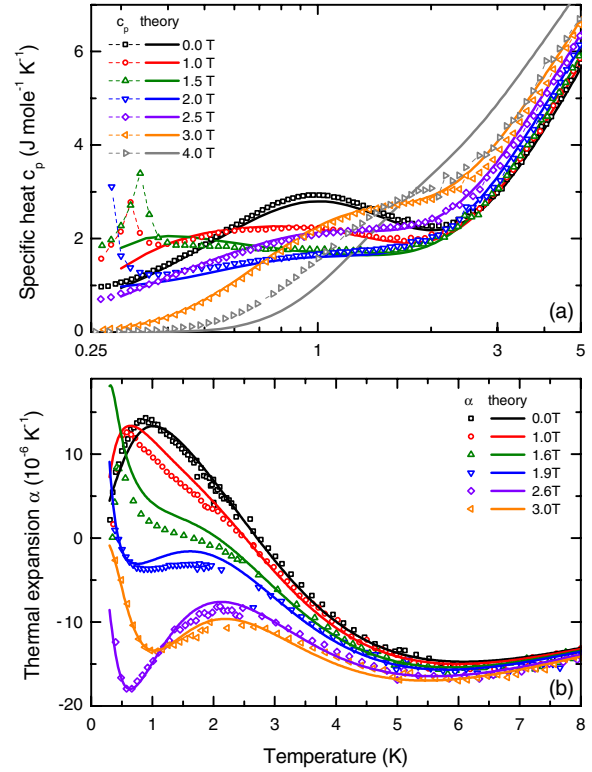 c_p theory
0.0 T
1.0 T
1.5 T
2.0 T
2.5 T
3.0 T
4.0 T
Specific heat c_p (J mole⁻¹ K⁻¹)
6
4
2
0
0.25
1
3
5
(a)
α theory
0.0T
1.0T
1.6T
1.9T
2.6T
3.0T
Thermal expansion α (10⁻⁶ K⁻¹)
10
0
-10
-20
0
1
2
3
4
5
6
7
8
(b)
Temperature (K)